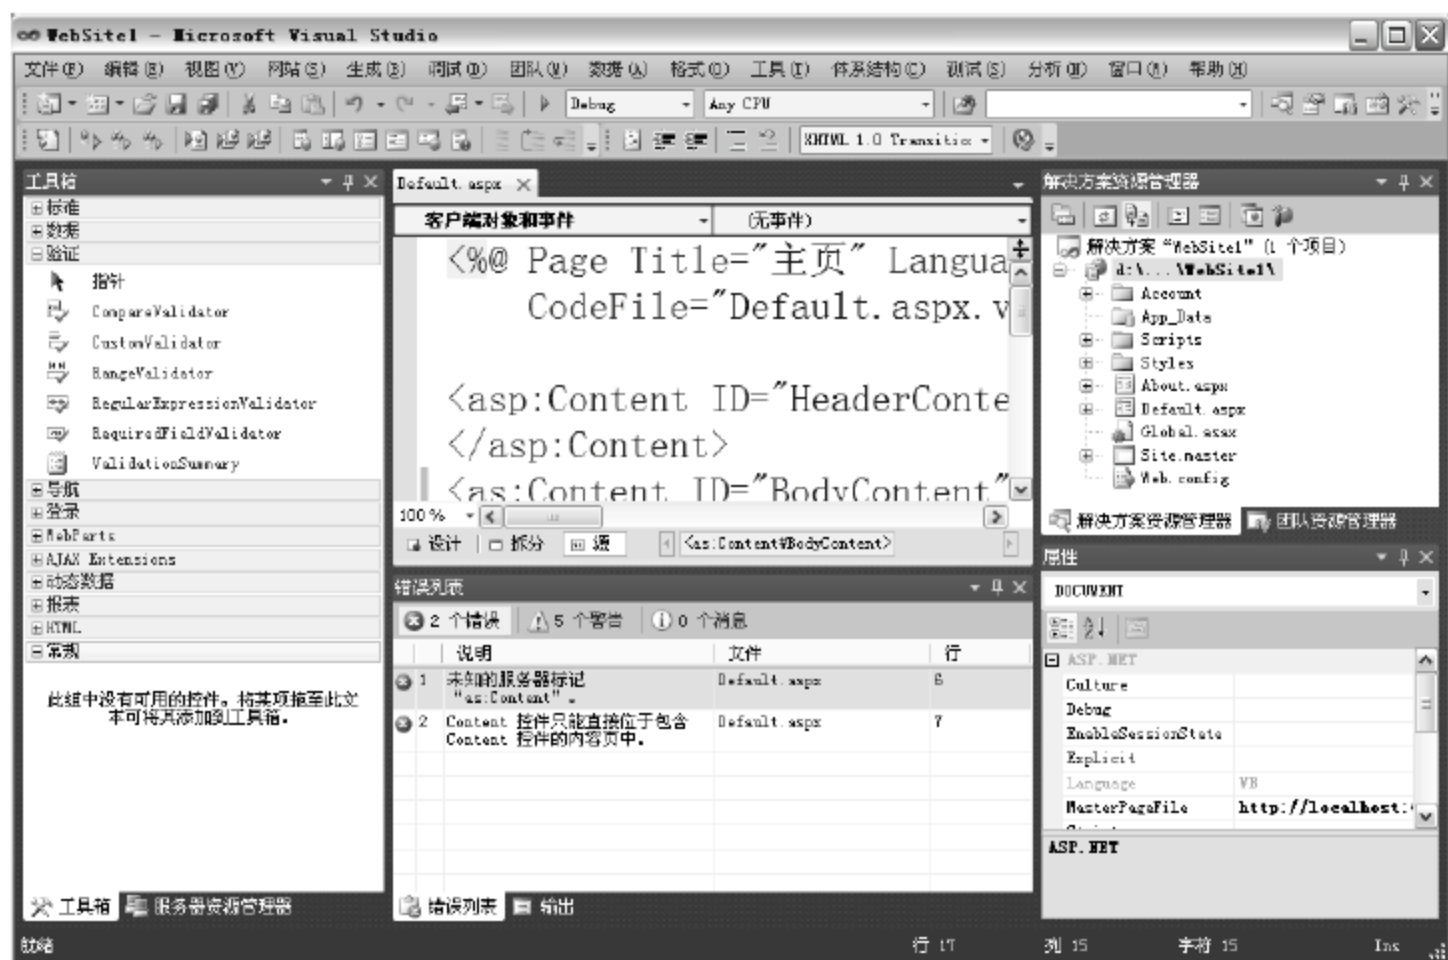 WebSite1 - Microsoft Visual Studio
文件(F) 编辑(E) 视图(V) 网站(S) 生成(B) 调试(D) 团队(M) 数据(A) 格式(O) 工具(T) 体系结构(C) 测试(S) 分析(N) 窗口(W) 帮助(H)
Debug Any CPU
XHTML 1.0 Transitio
工具箱
标准
数据
验证
指针
CompareValidator
CustomValidator
RangeValidator
RegularExpressionValidator
RequiredFieldValidator
ValidationSummary
导航
登录
WebParts
AJAX Extensions
动态数据
报表
HTML
常规
此组中没有可用的控件。将某项拖至此文
本可将其添加到工具箱。
工具箱 服务器资源管理器
Default.aspx
客户端对象和事件 (无事件)
<%@ Page Title="主页" Langua
CodeFile="Default.aspx.v
<asp:Content ID="HeaderConte
</asp:Content>
<as:Content ID="BodyContent"
100 %
设计 拆分 源 <as:Content#BodyContent>
错误列表
2 个错误 5 个警告 0 个消息
说明 文件 行
1 未知的服务器标记 Default.aspx 6
"as:Content"。
2 Content 控件只能直接位于包含 Default.aspx 7
Content 控件的内容页中。
错误列表 输出
解决方案资源管理器
解决方案 "WebSite1" (1 个项目)
d:\...\WebSite1\
Account
App_Data
Scripts
Styles
About.aspx
Default.aspx
Global.asax
Site.master
Web.config
解决方案资源管理器 团队资源管理器
属性
DOCUMENT
ASP.NET
Culture
Debug
EnableSessionState
Explicit
Language VB
MasterPageFile http://localhost:
ASP.NET
就绪 行 17 列 15 字符 15 Ins